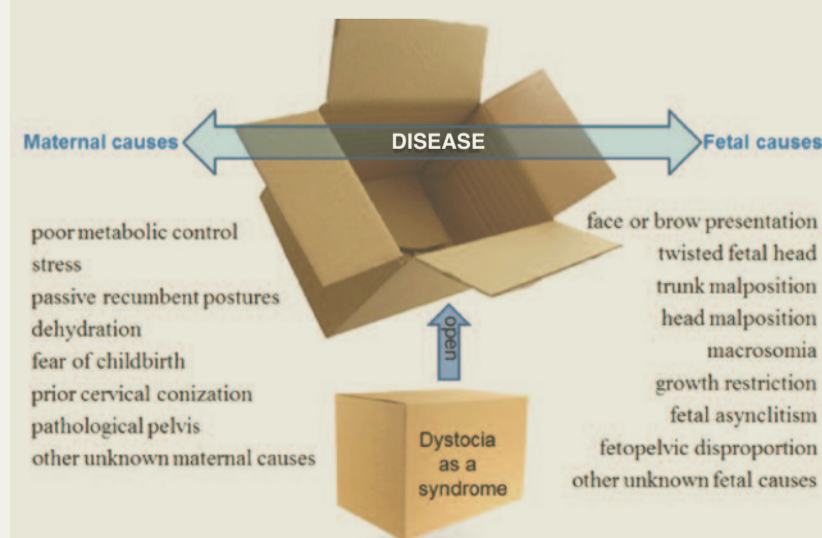 Maternal causes
DISEASE
Fetal causes
poor metabolic control
stress
passive recumbent postures
dehydration
fear of childbirth
prior cervical conization
pathological pelvis
other unknown maternal causes
face or brow presentation
twisted fetal head
trunk malposition
head malposition
macrosomia
growth restriction
fetal asynclitism
fetopelvic disproportion
other unknown fetal causes
open
Dystocia
as a
syndrome